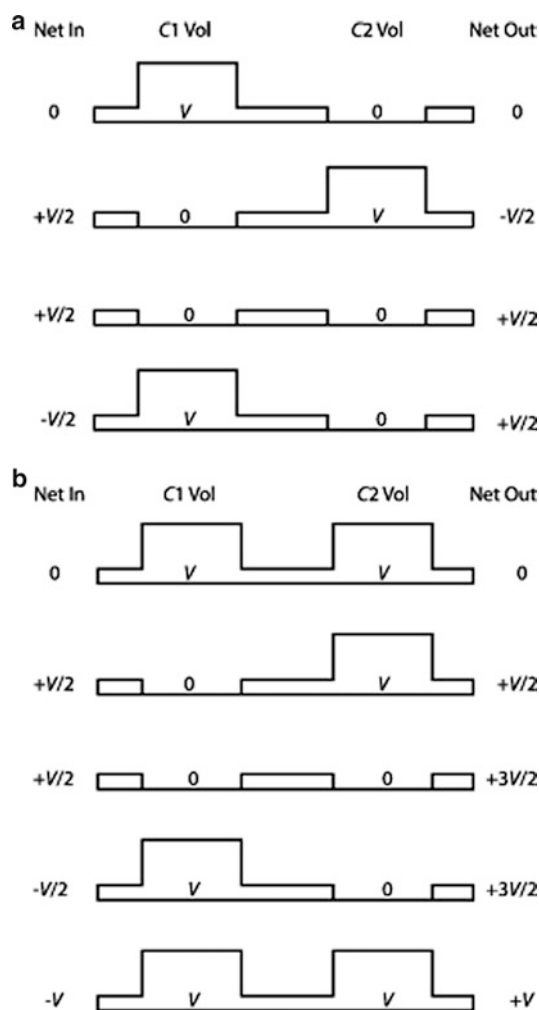 a
Net In C1 Vol C2 Vol Net Out
0 V 0 0
+V/2 0 V -V/2
+V/2 0 0 +V/2
-V/2 V 0 +V/2
b
Net In C1 Vol C2 Vol Net Out
0 V V 0
+V/2 0 V +V/2
+V/2 0 0 +3V/2
-V/2 V 0 +3V/2
-V V V +V